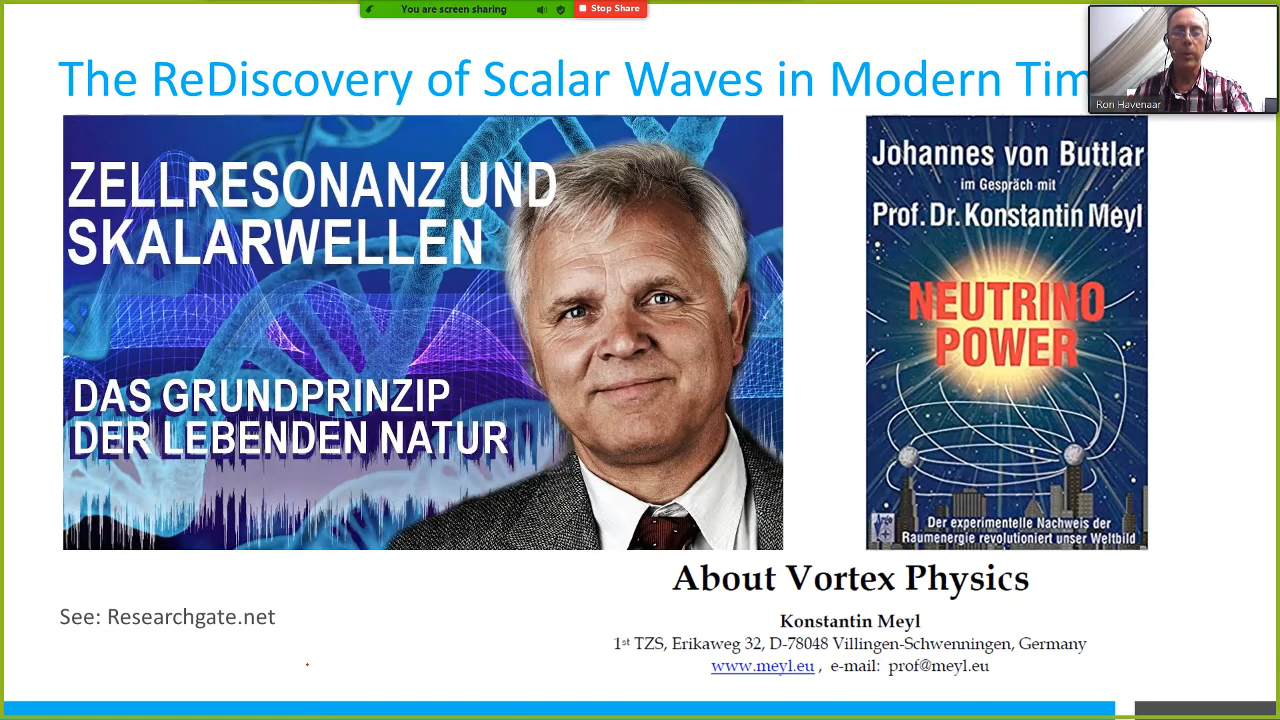 You are screen sharing
Stop Share
The ReDiscovery of Scalar Waves in Modern Tim
Ron Havenaar
ZELLRESONANZ UND
SKALARWELLEN
DAS GRUNDPRINZIP
DER LEBENDEN NATUR
Johannes von Buttlar
im Gespräch mit
Prof. Dr. Konstantin Meyl
NEUTRINO
POWER
Der experimentelle Nachweis der
Raumenergie revolutioniert unser Weltbild
About Vortex Physics
Konstantin Meyl
1st TZS, Erikaweg 32, D-78048 Villingen-Schwenningen, Germany
www.meyl.eu , e-mail: prof@meyl.eu
See: Researchgate.net